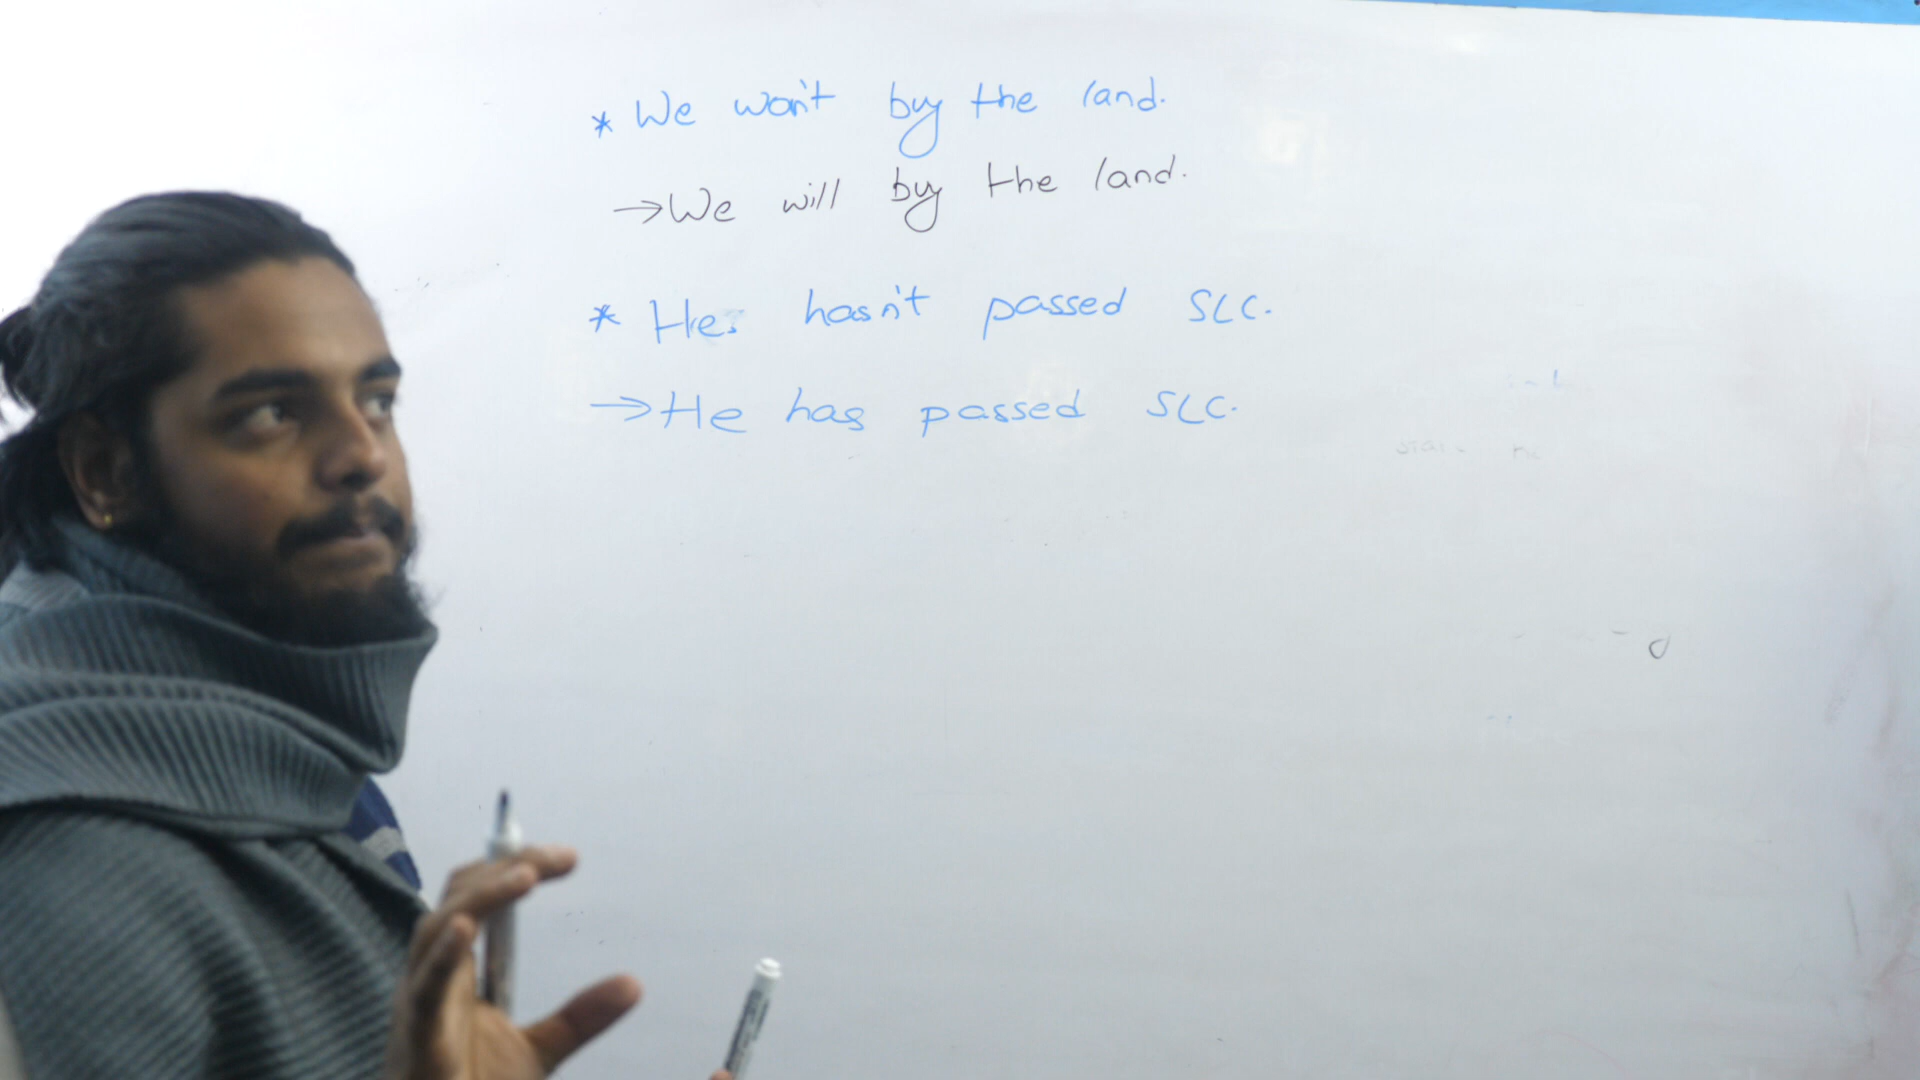 * We won't by the land.
→ We will by the land.
* He hasn't passed SLC.
→ He has passed SLC.